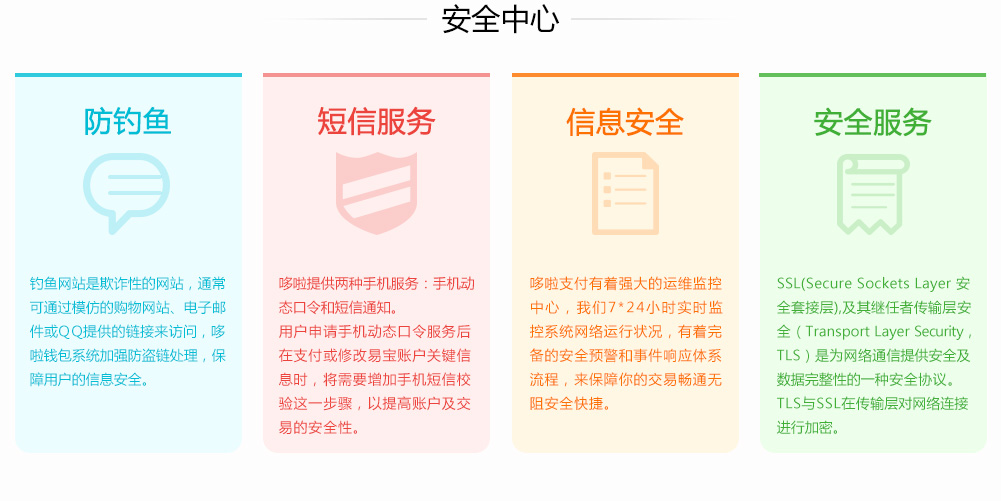 安全中心
防钓鱼
钓鱼网站是欺诈性的网站，通常
可通过模仿的购物网站、电子邮
件或QQ提供的链接来访问，哆
啦钱包系统加强防盗链处理，保
障用户的信息安全。
短信服务
哆啦提供两种手机服务：手机动
态口令和短信通知。
用户申请手机动态口令服务后
在支付或修改易宝账户关键信
息时，将需要增加手机短信校
验这一步骤，以提高账户及交
易的安全性。
信息安全
哆啦支付有着强大的运维监控
中心，我们7*24小时实时监
控系统网络运行状况，有着完
备的安全预警和事件响应体系
流程，来保障你的交易畅通无
阻安全快捷。
安全服务
SSL(Secure Sockets Layer 安
全套接层),及其继任者传输层安
全（Transport Layer Security，
TLS）是为网络通信提供安全及
数据完整性的一种安全协议。
TLS与SSL在传输层对网络连接
进行加密。